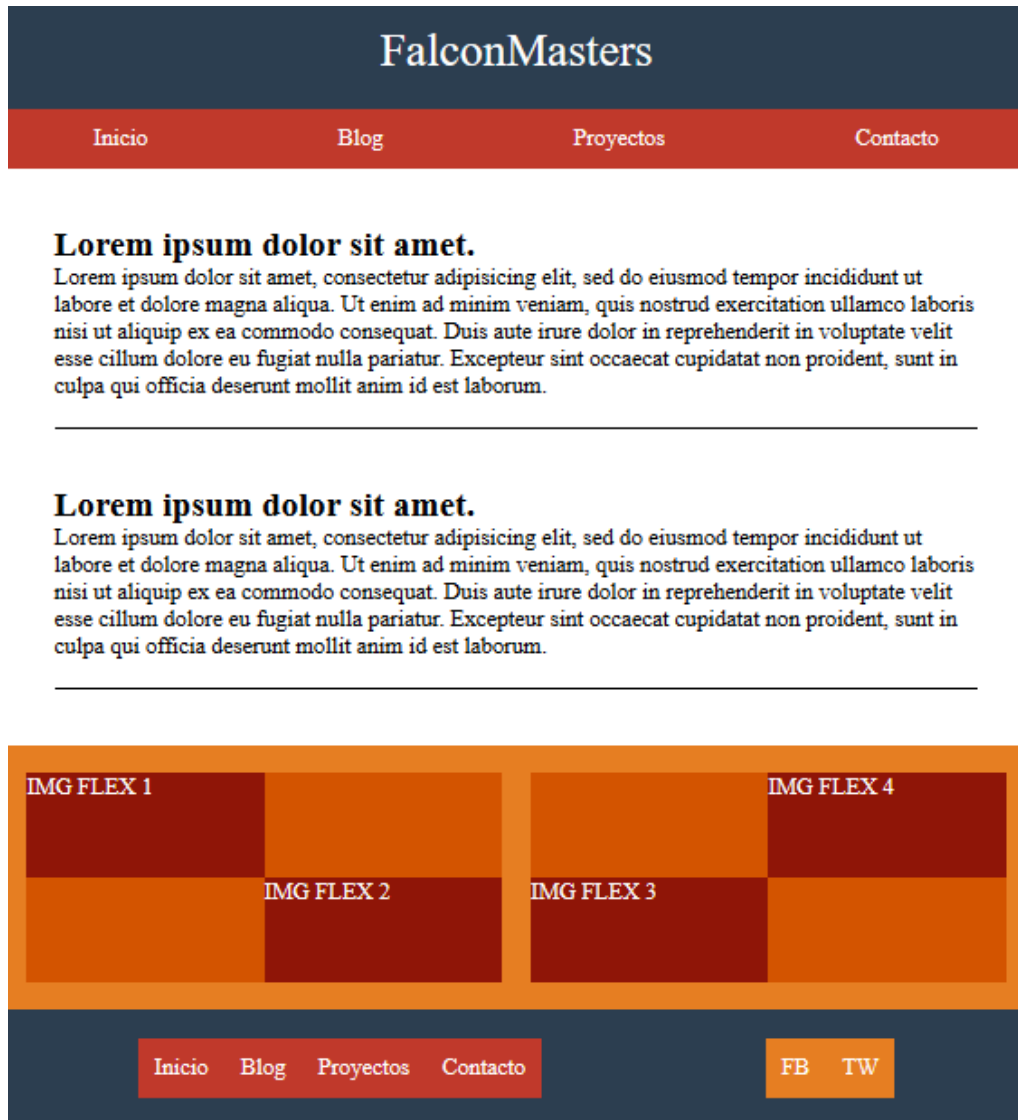 FalconMasters
Inicio Blog Proyectos Contacto
Lorem ipsum dolor sit amet.
Lorem ipsum dolor sit amet, consectetur adipisicing elit, sed do eiusmod tempor incididunt ut
labore et dolore magna aliqua. Ut enim ad minim veniam, quis nostrud exercitation ullamco laboris
nisi ut aliquip ex ea commodo consequat. Duis aute irure dolor in reprehenderit in voluptate velit
esse cillum dolore eu fugiat nulla pariatur. Excepteur sint occaecat cupidatat non proident, sunt in
culpa qui officia deserunt mollit anim id est laborum.
Lorem ipsum dolor sit amet.
Lorem ipsum dolor sit amet, consectetur adipisicing elit, sed do eiusmod tempor incididunt ut
labore et dolore magna aliqua. Ut enim ad minim veniam, quis nostrud exercitation ullamco laboris
nisi ut aliquip ex ea commodo consequat. Duis aute irure dolor in reprehenderit in voluptate velit
esse cillum dolore eu fugiat nulla pariatur. Excepteur sint occaecat cupidatat non proident, sunt in
culpa qui officia deserunt mollit anim id est laborum.
IMG FLEX 1 IMG FLEX 4
IMG FLEX 2 IMG FLEX 3
Inicio Blog Proyectos Contacto FB TW